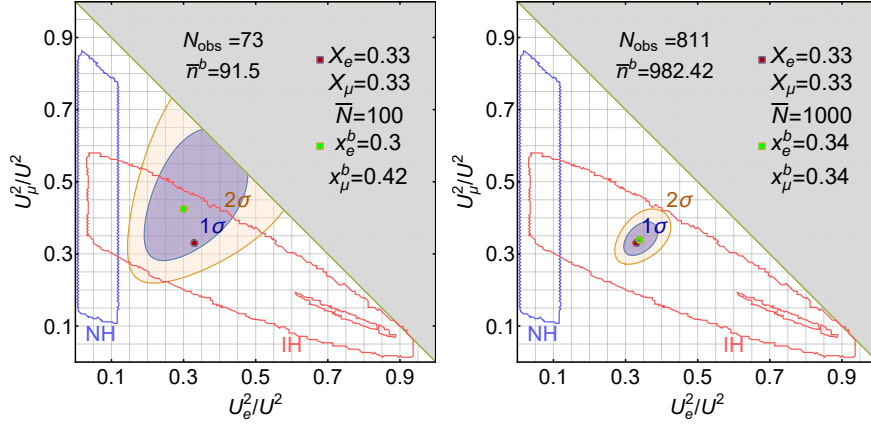 N_obs =73
n̅^b=91.5
X_e=0.33
X_μ=0.33
N̅=100
x_e^b=0.3
x_μ^b=0.42
2σ
1σ
NH
IH
0.9
0.7
0.5
0.3
0.1
U_μ^2/U^2
0.1 0.3 0.5 0.7 0.9
U_e^2/U^2
N_obs =811
n̅^b=982.42
X_e=0.33
X_μ=0.33
N̅=1000
x_e^b=0.34
x_μ^b=0.34
2σ
1σ
NH
IH
0.9
0.7
0.5
0.3
0.1
U_μ^2/U^2
0.1 0.3 0.5 0.7 0.9
U_e^2/U^2